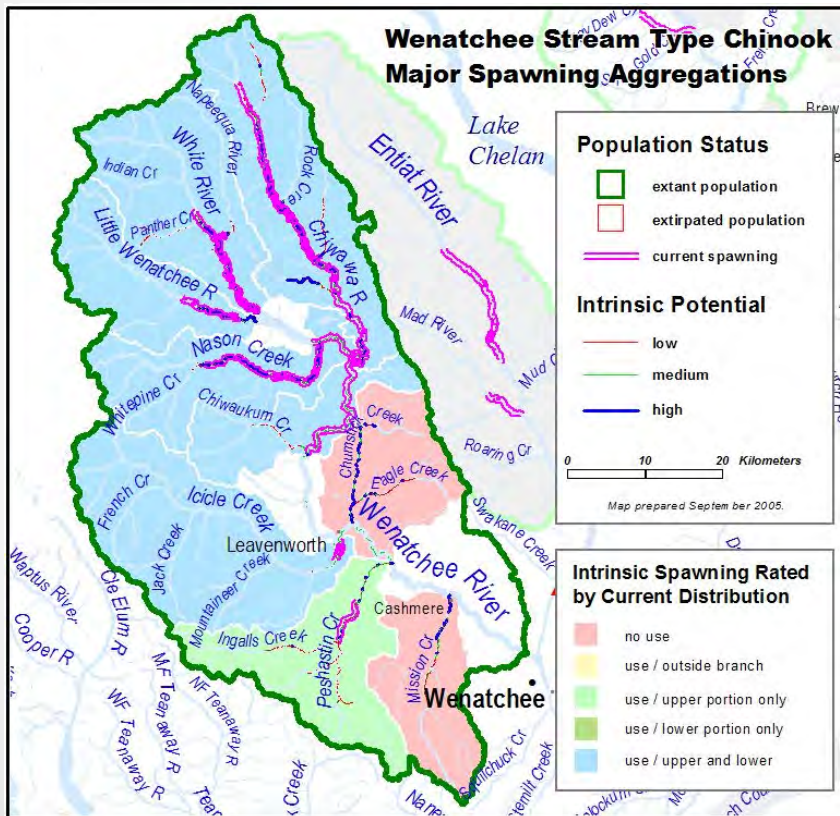 Wenatchee Stream Type Chinook
Major Spawning Aggregations
Lake
Chelan
Entiat River
Napeequa River
White River
Indian Cr
Panther Cr
Little Wenatchee R
Rock Cre
Chiwawa R
Mad River
Nason Creek
Whitepine Cr
Chiwaukum Cr
Creek
Chumstick
Eagle Creek
Roaring Cr
Swakane Creek
French Cr
Icicle Creek
Jack Creek
Mountaineer Creek
Leavenworth
Wenatchee River
Cashmere
Ingalls Creek
Peshastin Cr
Mission Cr
Wenatchee
Waptus River
Cle Elum R
Cooper R
MF Teanaway R
WF Teanaway R
NF Teanaway R
Tean
Creek
Squilchuck Cr
Stemilt Creek
Brew
Population Status
extant population
extirpated population
current spawning
Intrinsic Potential
low
medium
high
0 10 20 Kilometers
Map prepared September 2005.
Intrinsic Spawning Rated
by Current Distribution
no use
use / outside branch
use / upper portion only
use / lower portion only
use / upper and lower